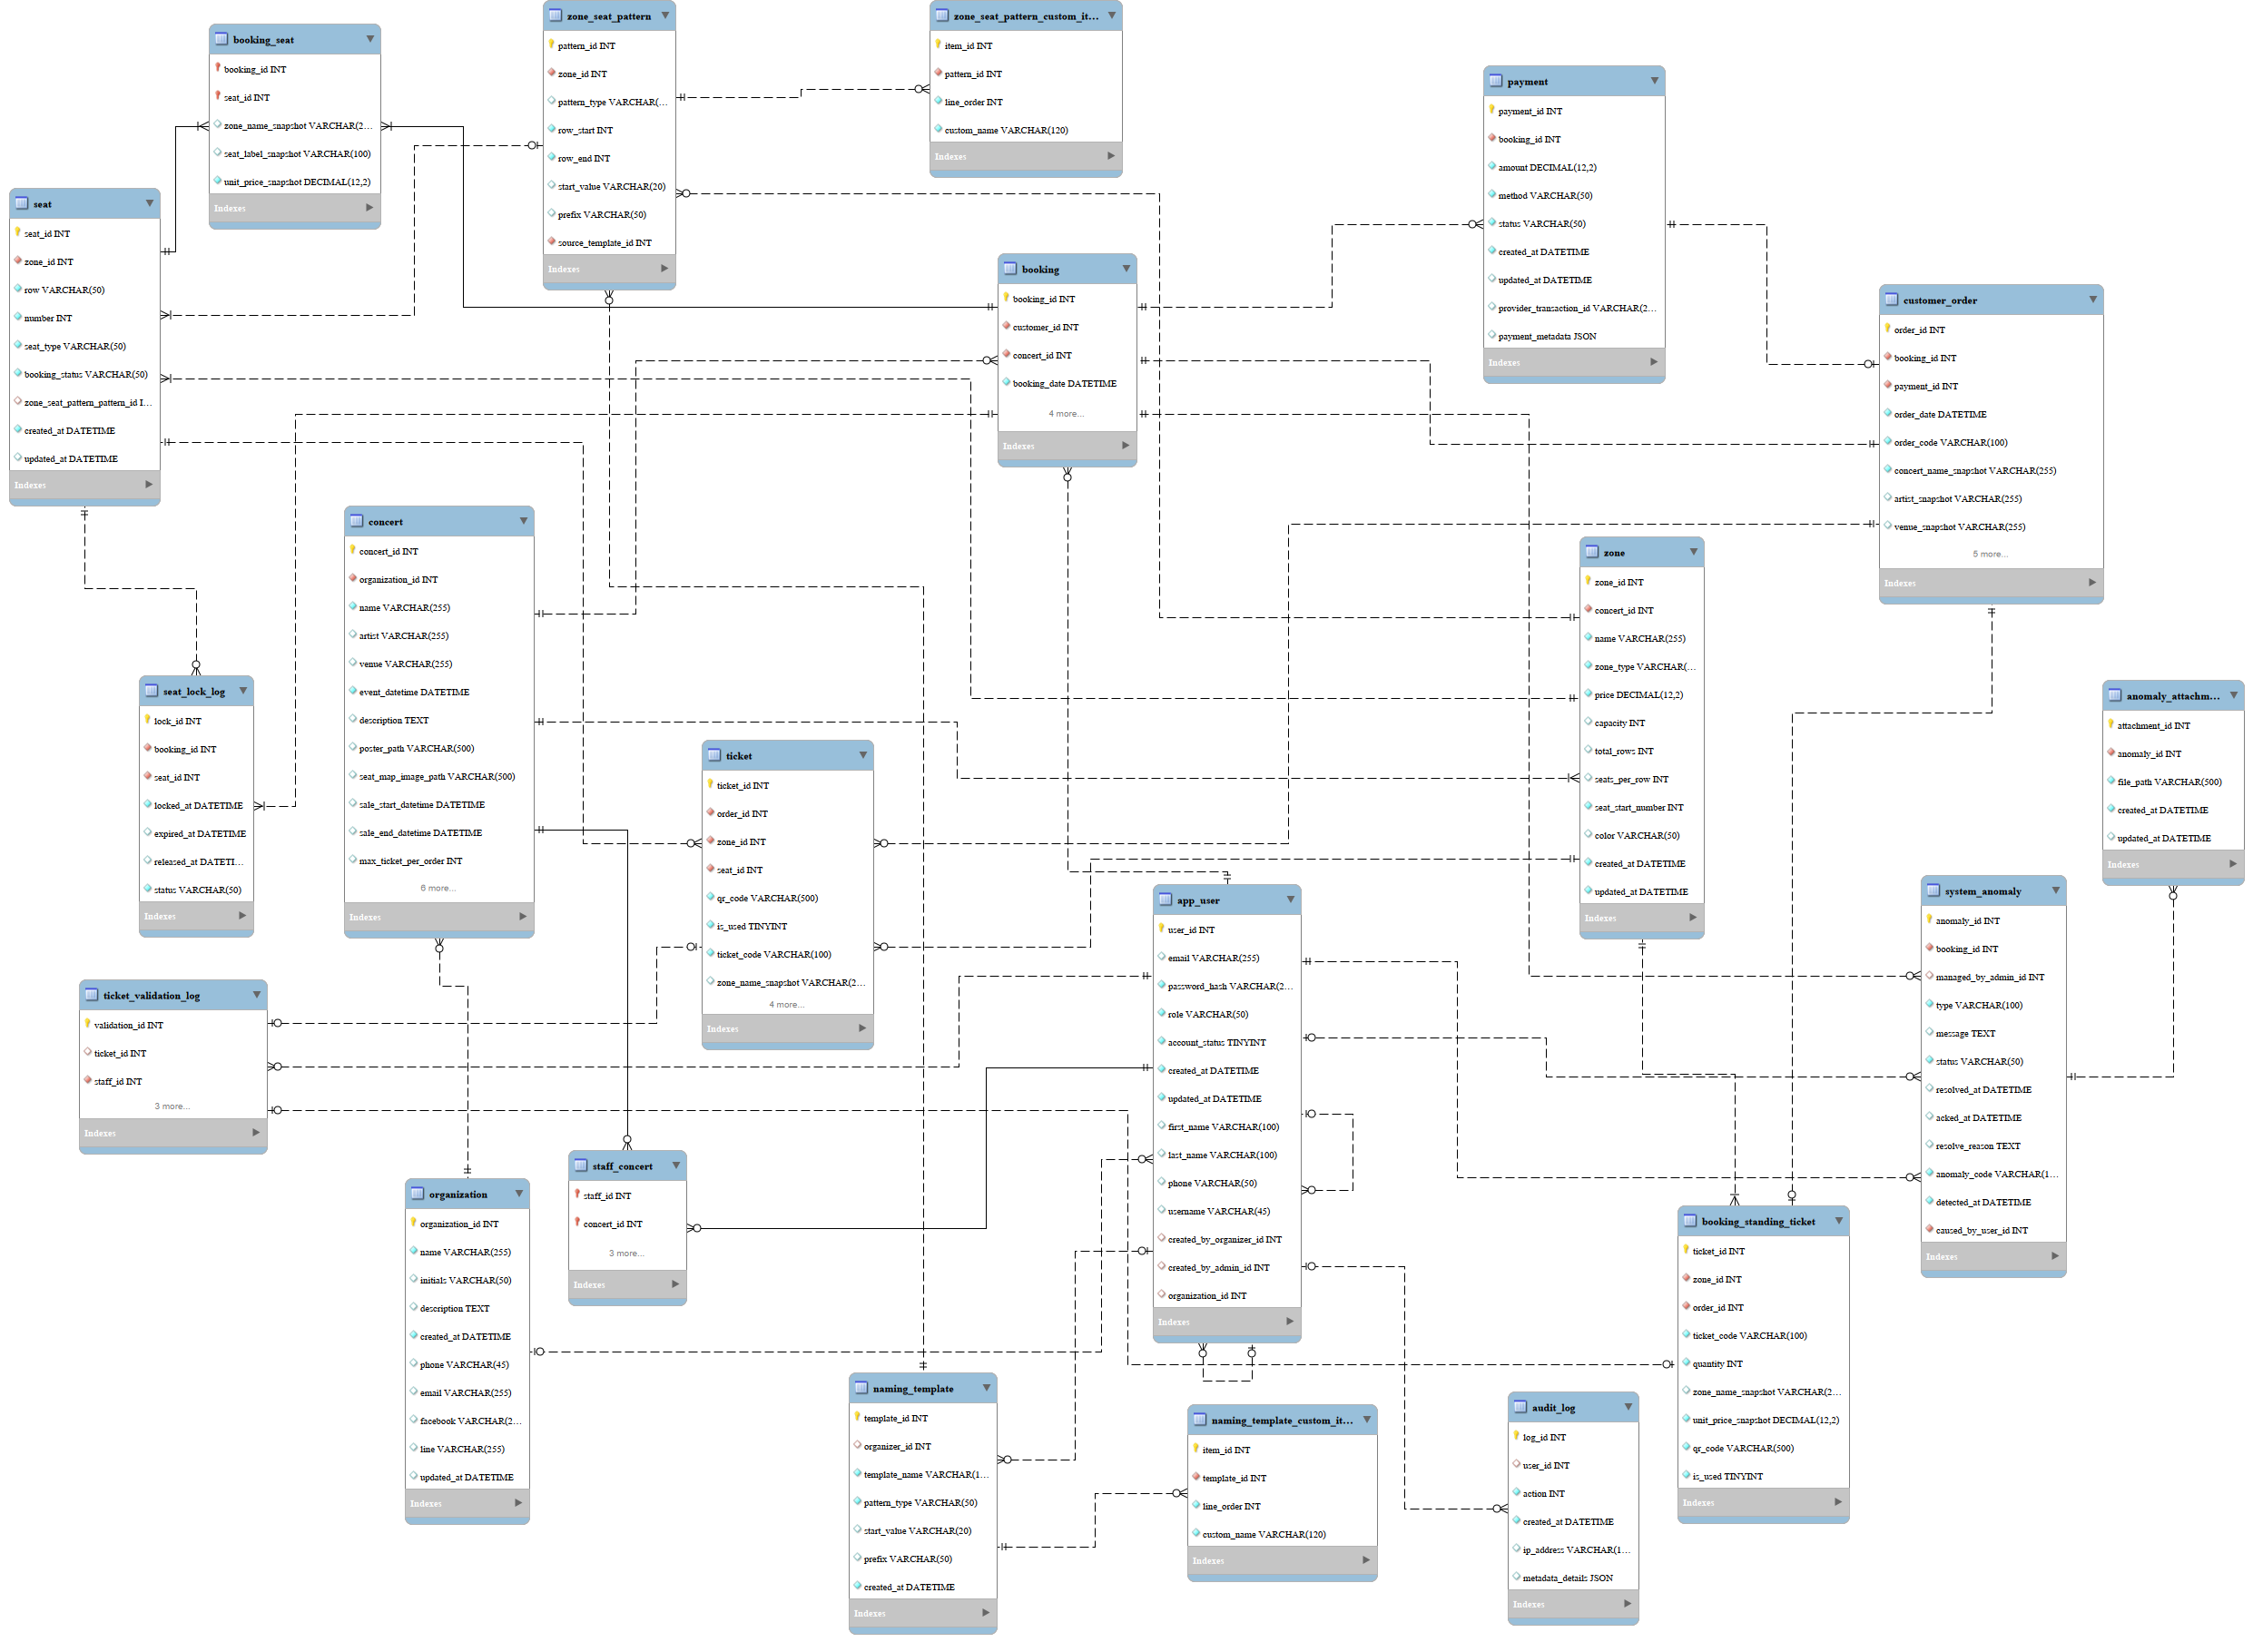 booking_seat
booking_id INT
seat_id INT
zone_name_snapshot VARCHAR(2...
seat_label_snapshot VARCHAR(100)
unit_price_snapshot DECIMAL(12,2)
Indexes
zone_seat_pattern
pattern_id INT
zone_id INT
pattern_type VARCHAR(...
row_start INT
row_end INT
start_value VARCHAR(20)
prefix VARCHAR(50)
source_template_id INT
Indexes
zone_seat_pattern_custom_it...
item_id INT
pattern_id INT
line_order INT
custom_name VARCHAR(120)
Indexes
payment
payment_id INT
booking_id INT
amount DECIMAL(12,2)
method VARCHAR(50)
status VARCHAR(50)
created_at DATETIME
updated_at DATETIME
provider_transaction_id VARCHAR(2...
payment_metadata JSON
Indexes
seat
seat_id INT
zone_id INT
row VARCHAR(50)
number INT
seat_type VARCHAR(50)
booking_status VARCHAR(50)
zone_seat_pattern_pattern_id I...
created_at DATETIME
updated_at DATETIME
Indexes
booking
booking_id INT
customer_id INT
concert_id INT
booking_date DATETIME
4 more...
Indexes
customer_order
order_id INT
booking_id INT
payment_id INT
order_date DATETIME
order_code VARCHAR(100)
concert_name_snapshot VARCHAR(255)
artist_snapshot VARCHAR(255)
venue_snapshot VARCHAR(255)
5 more...
Indexes
concert
concert_id INT
organization_id INT
name VARCHAR(255)
artist VARCHAR(255)
venue VARCHAR(255)
event_datetime DATETIME
description TEXT
poster_path VARCHAR(500)
seat_map_image_path VARCHAR(500)
sale_start_datetime DATETIME
sale_end_datetime DATETIME
max_ticket_per_order INT
6 more...
Indexes
zone
zone_id INT
concert_id INT
name VARCHAR(255)
zone_type VARCHAR(...
price DECIMAL(12,2)
capacity INT
total_rows INT
seats_per_row INT
seat_start_number INT
color VARCHAR(50)
created_at DATETIME
updated_at DATETIME
Indexes
seat_lock_log
lock_id INT
booking_id INT
seat_id INT
locked_at DATETIME
expired_at DATETIME
released_at DATETI...
status VARCHAR(50)
Indexes
ticket
ticket_id INT
order_id INT
zone_id INT
seat_id INT
qr_code VARCHAR(500)
is_used TINYINT
ticket_code VARCHAR(100)
zone_name_snapshot VARCHAR(2...
4 more...
Indexes
anomaly_attachm...
attachment_id INT
anomaly_id INT
file_path VARCHAR(500)
created_at DATETIME
updated_at DATETIME
Indexes
app_user
user_id INT
email VARCHAR(255)
password_hash VARCHAR(2...
role VARCHAR(50)
account_status TINYINT
created_at DATETIME
updated_at DATETIME
first_name VARCHAR(100)
last_name VARCHAR(100)
phone VARCHAR(50)
username VARCHAR(45)
created_by_organizer_id INT
created_by_admin_id INT
organization_id INT
Indexes
system_anomaly
anomaly_id INT
booking_id INT
managed_by_admin_id INT
type VARCHAR(100)
message TEXT
status VARCHAR(50)
resolved_at DATETIME
acked_at DATETIME
resolve_reason TEXT
anomaly_code VARCHAR(1...
detected_at DATETIME
caused_by_user_id INT
Indexes
ticket_validation_log
validation_id INT
ticket_id INT
staff_id INT
3 more...
Indexes
staff_concert
staff_id INT
concert_id INT
3 more...
Indexes
organization
organization_id INT
name VARCHAR(255)
initials VARCHAR(50)
description TEXT
created_at DATETIME
phone VARCHAR(45)
email VARCHAR(255)
facebook VARCHAR(2...
line VARCHAR(255)
updated_at DATETIME
Indexes
booking_standing_ticket
ticket_id INT
zone_id INT
order_id INT
ticket_code VARCHAR(100)
quantity INT
zone_name_snapshot VARCHAR(2...
unit_price_snapshot DECIMAL(12,2)
qr_code VARCHAR(500)
is_used TINYINT
Indexes
naming_template
template_id INT
organizer_id INT
template_name VARCHAR(1...
pattern_type VARCHAR(50)
start_value VARCHAR(20)
prefix VARCHAR(50)
created_at DATETIME
Indexes
naming_template_custom_it...
item_id INT
template_id INT
line_order INT
custom_name VARCHAR(120)
Indexes
audit_log
log_id INT
user_id INT
action INT
created_at DATETIME
ip_address VARCHAR(1...
metadata_details JSON
Indexes